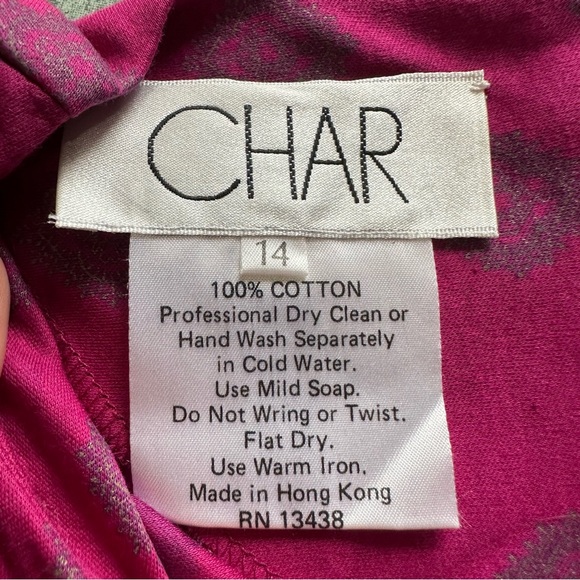 CHAR
14
100% COTTON
Professional Dry Clean or
Hand Wash Separately
in Cold Water.
Use Mild Soap.
Do Not Wring or Twist.
Flat Dry.
Use Warm Iron.
Made in Hong Kong
RN 13438